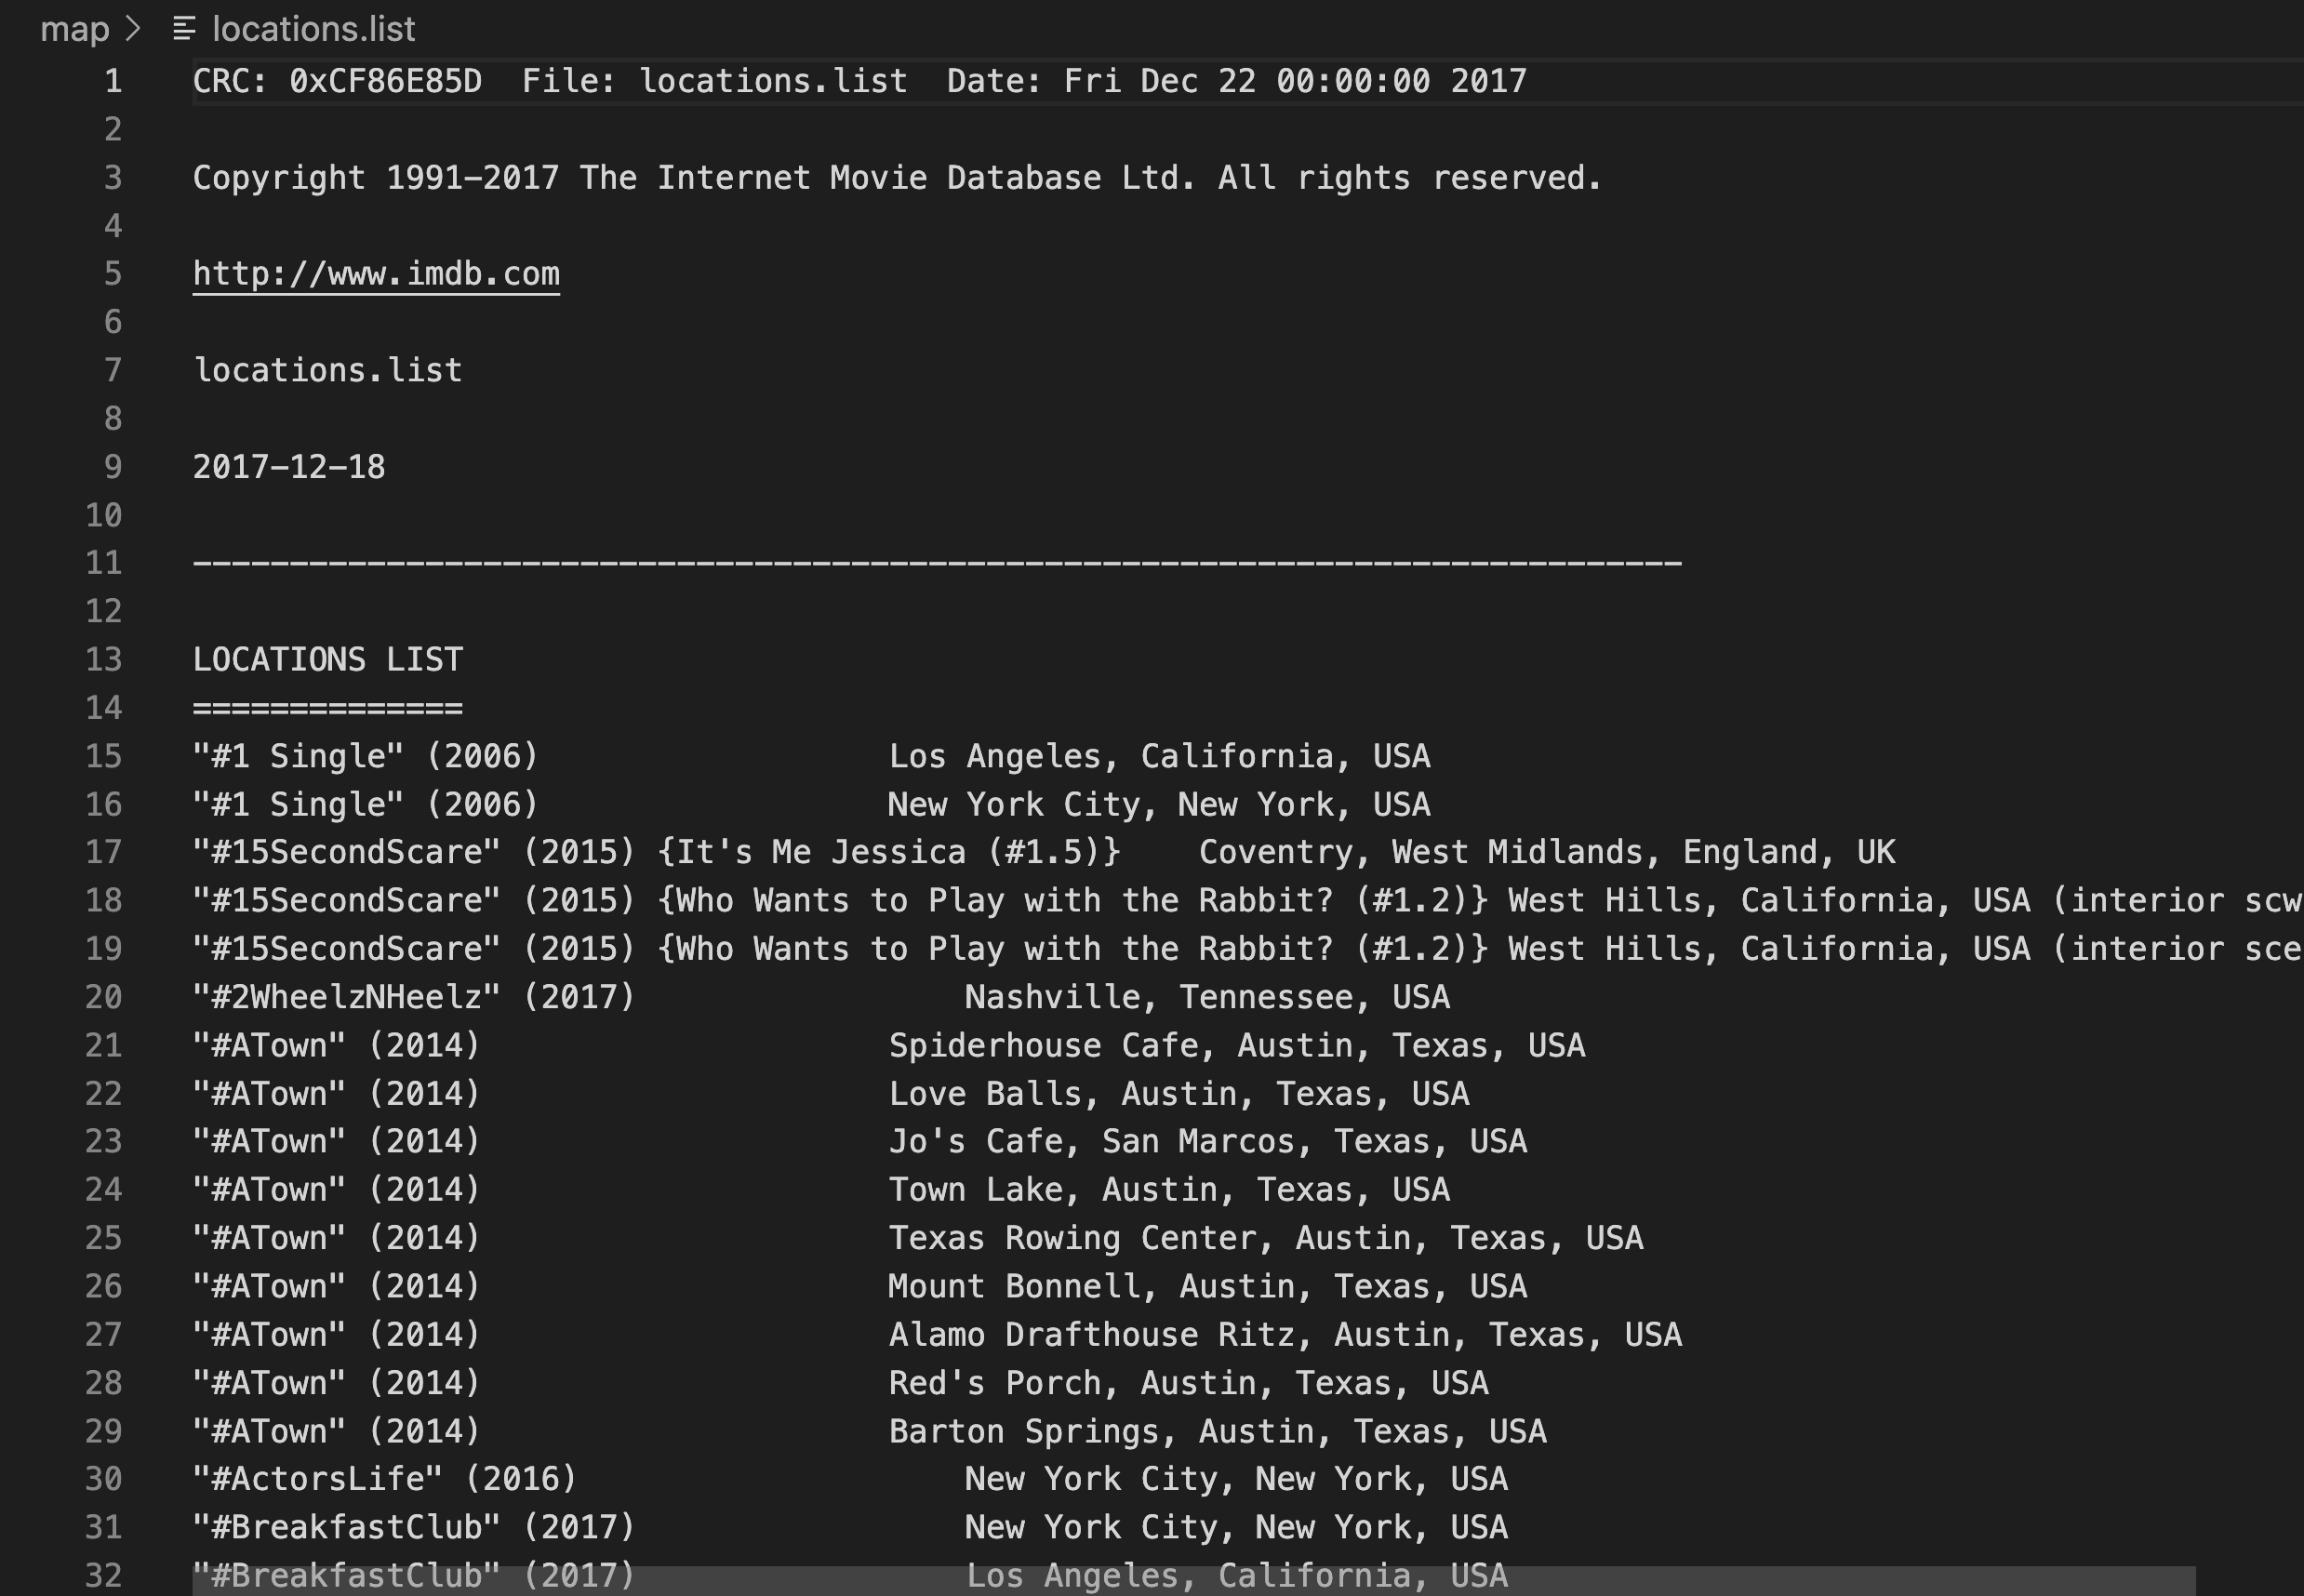 map > locations.list
1 CRC: 0xCF86E85D  File: locations.list  Date: Fri Dec 22 00:00:00 2017
2
3 Copyright 1991-2017 The Internet Movie Database Ltd. All rights reserved.
4
5 http://www.imdb.com
6
7 locations.list
8
9 2017-12-18
10
11 -----------------------------------------------------------------------------
12
13 LOCATIONS LIST
14 ==============
15 "#1 Single" (2006) Los Angeles, California, USA
16 "#1 Single" (2006) New York City, New York, USA
17 "#15SecondScare" (2015) {It's Me Jessica (#1.5)} Coventry, West Midlands, England, UK
18 "#15SecondScare" (2015) {Who Wants to Play with the Rabbit? (#1.2)} West Hills, California, USA (interior scw
19 "#15SecondScare" (2015) {Who Wants to Play with the Rabbit? (#1.2)} West Hills, California, USA (interior sce
20 "#2WheelzNHeelz" (2017) Nashville, Tennessee, USA
21 "#ATown" (2014) Spiderhouse Cafe, Austin, Texas, USA
22 "#ATown" (2014) Love Balls, Austin, Texas, USA
23 "#ATown" (2014) Jo's Cafe, San Marcos, Texas, USA
24 "#ATown" (2014) Town Lake, Austin, Texas, USA
25 "#ATown" (2014) Texas Rowing Center, Austin, Texas, USA
26 "#ATown" (2014) Mount Bonnell, Austin, Texas, USA
27 "#ATown" (2014) Alamo Drafthouse Ritz, Austin, Texas, USA
28 "#ATown" (2014) Red's Porch, Austin, Texas, USA
29 "#ATown" (2014) Barton Springs, Austin, Texas, USA
30 "#ActorsLife" (2016) New York City, New York, USA
31 "#BreakfastClub" (2017) New York City, New York, USA
32 "#BreakfastClub" (2017) Los Angeles, California, USA